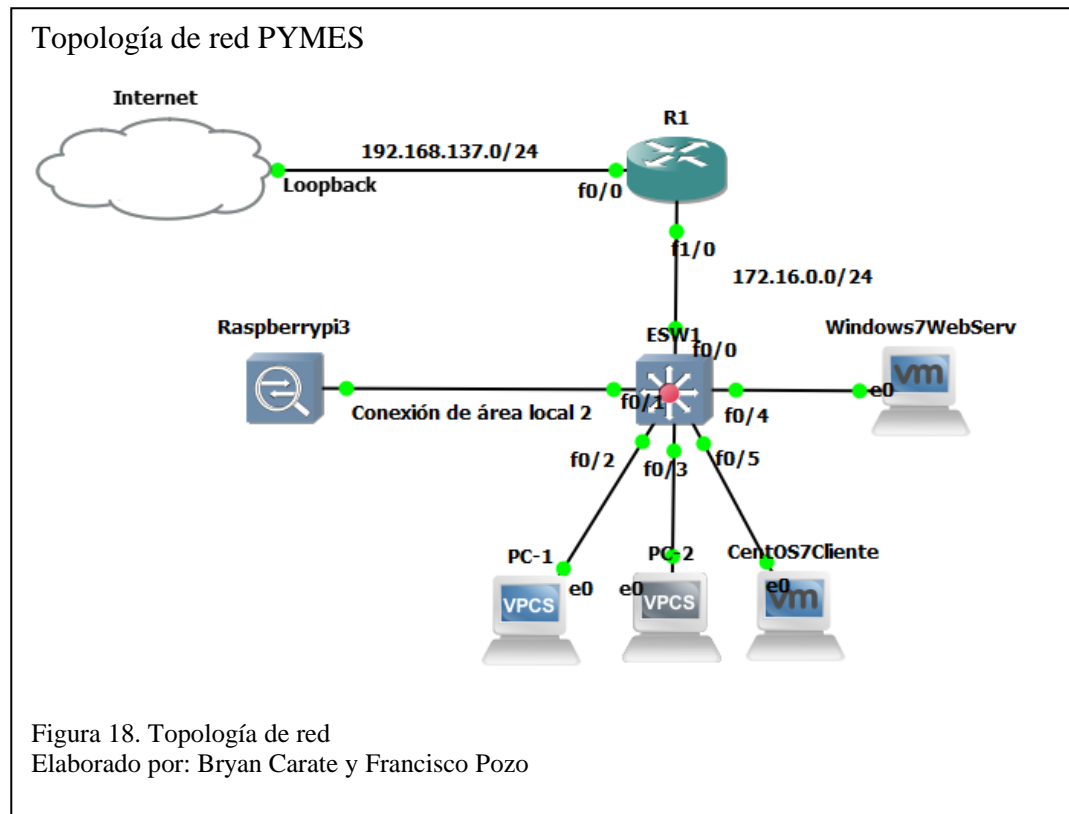 Topología de red PYMES
Internet
R1
192.168.137.0/24
Loopback
f0/0
f1/0
172.16.0.0/24
Raspberrypi3
ESW1
Windows7WebServ
f0/0
vm
e0
Conexión de área local 2
f0/1
f0/4
f0/2
f0/3
f0/5
PC-1
PC-2
CentOS7Cliente
e0
e0
e0
VPCS
VPCS
vm
Figura 18. Topología de red
Elaborado por: Bryan Carate y Francisco Pozo